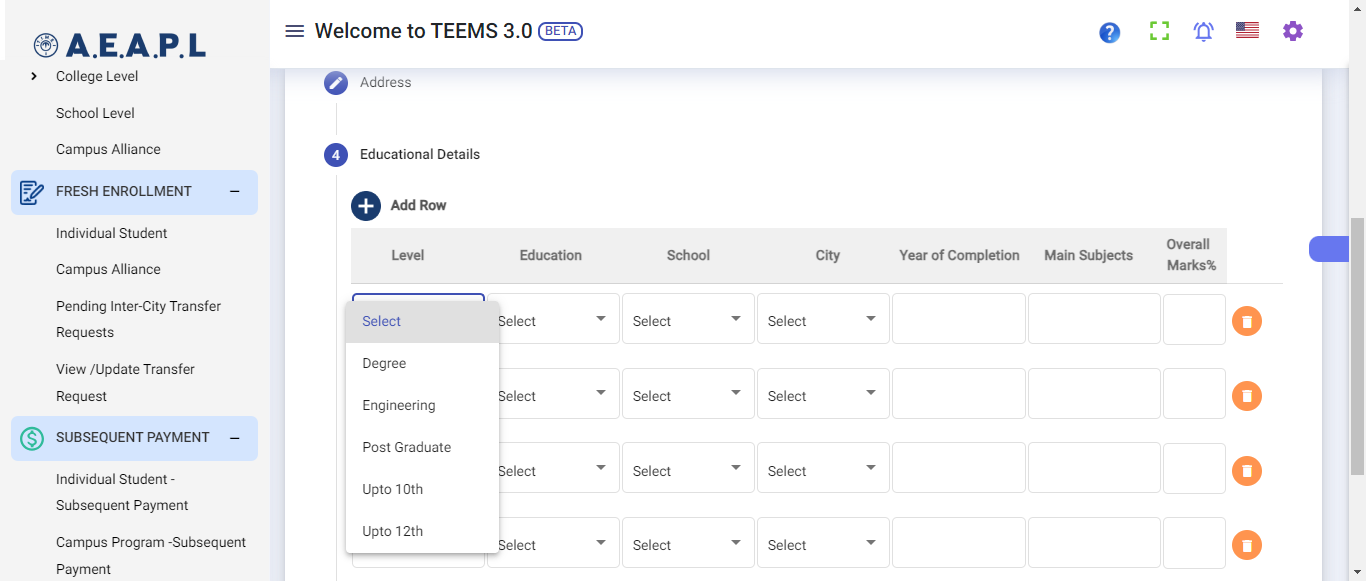 A.E.A.P.L
College Level
School Level
Campus Alliance
FRESH ENROLLMENT
Individual Student
Campus Alliance
Pending Inter-City Transfer
Requests
View /Update Transfer
Request
SUBSEQUENT PAYMENT
Individual Student -
Subsequent Payment
Campus Program -Subsequent
Payment
Welcome to TEEMS 3.0 BETA
?
Address
4 Educational Details
Add Row
Level Education School City Year of Completion Main Subjects Overall
Marks%
Select Select Select Select
Degree
Select Select Select
Engineering
Post Graduate
Select Select Select
Upto 10th
Upto 12th
Select Select Select